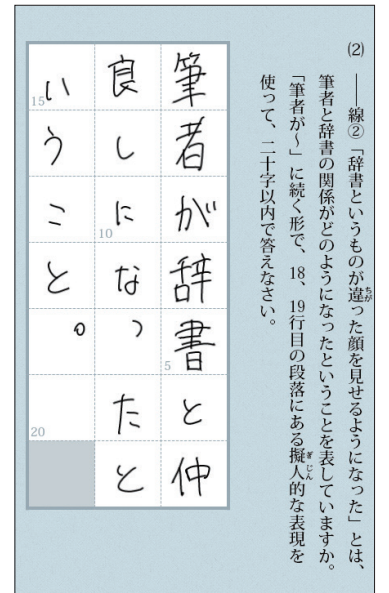 (2) ――線②「辞書というものが違った顔を見せるようになった」とは、
筆者と辞書の関係がどのようになったということを表していますか。
「筆者が～」に続く形で、18、19行目の段落にある擬人的な表現を
使って、二十字以内で答えなさい。
筆者が辞書と仲
良しになったと
いうこと。